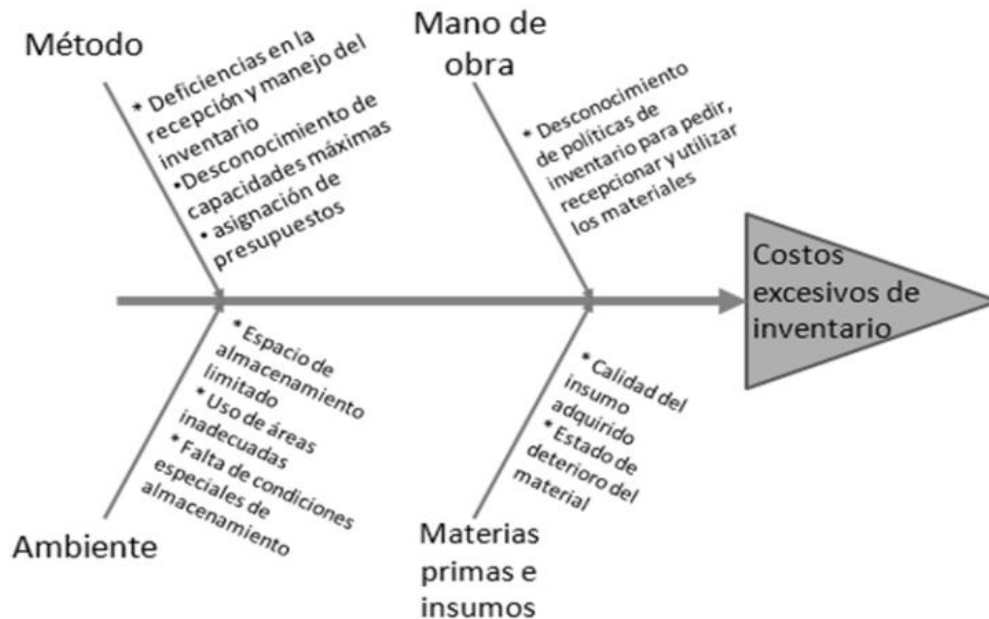 Método
* Deficiencias en la
recepción y manejo del
inventario
•Desconocimiento de
capacidades máximas
• asignación de
presupuestos
Mano de
obra
* Desconocimiento
de políticas de
inventario para pedir,
recepcionar y utilizar
los materiales
Costos
excesivos de
inventario
* Espacio de
almacenamiento
limitado
* Uso de áreas
inadecuadas
* Falta de condiciones
especiales de
almacenamiento
Ambiente
* Calidad del
insumo
adquirido
* Estado de
deterioro del
material
Materias
primas e
insumos